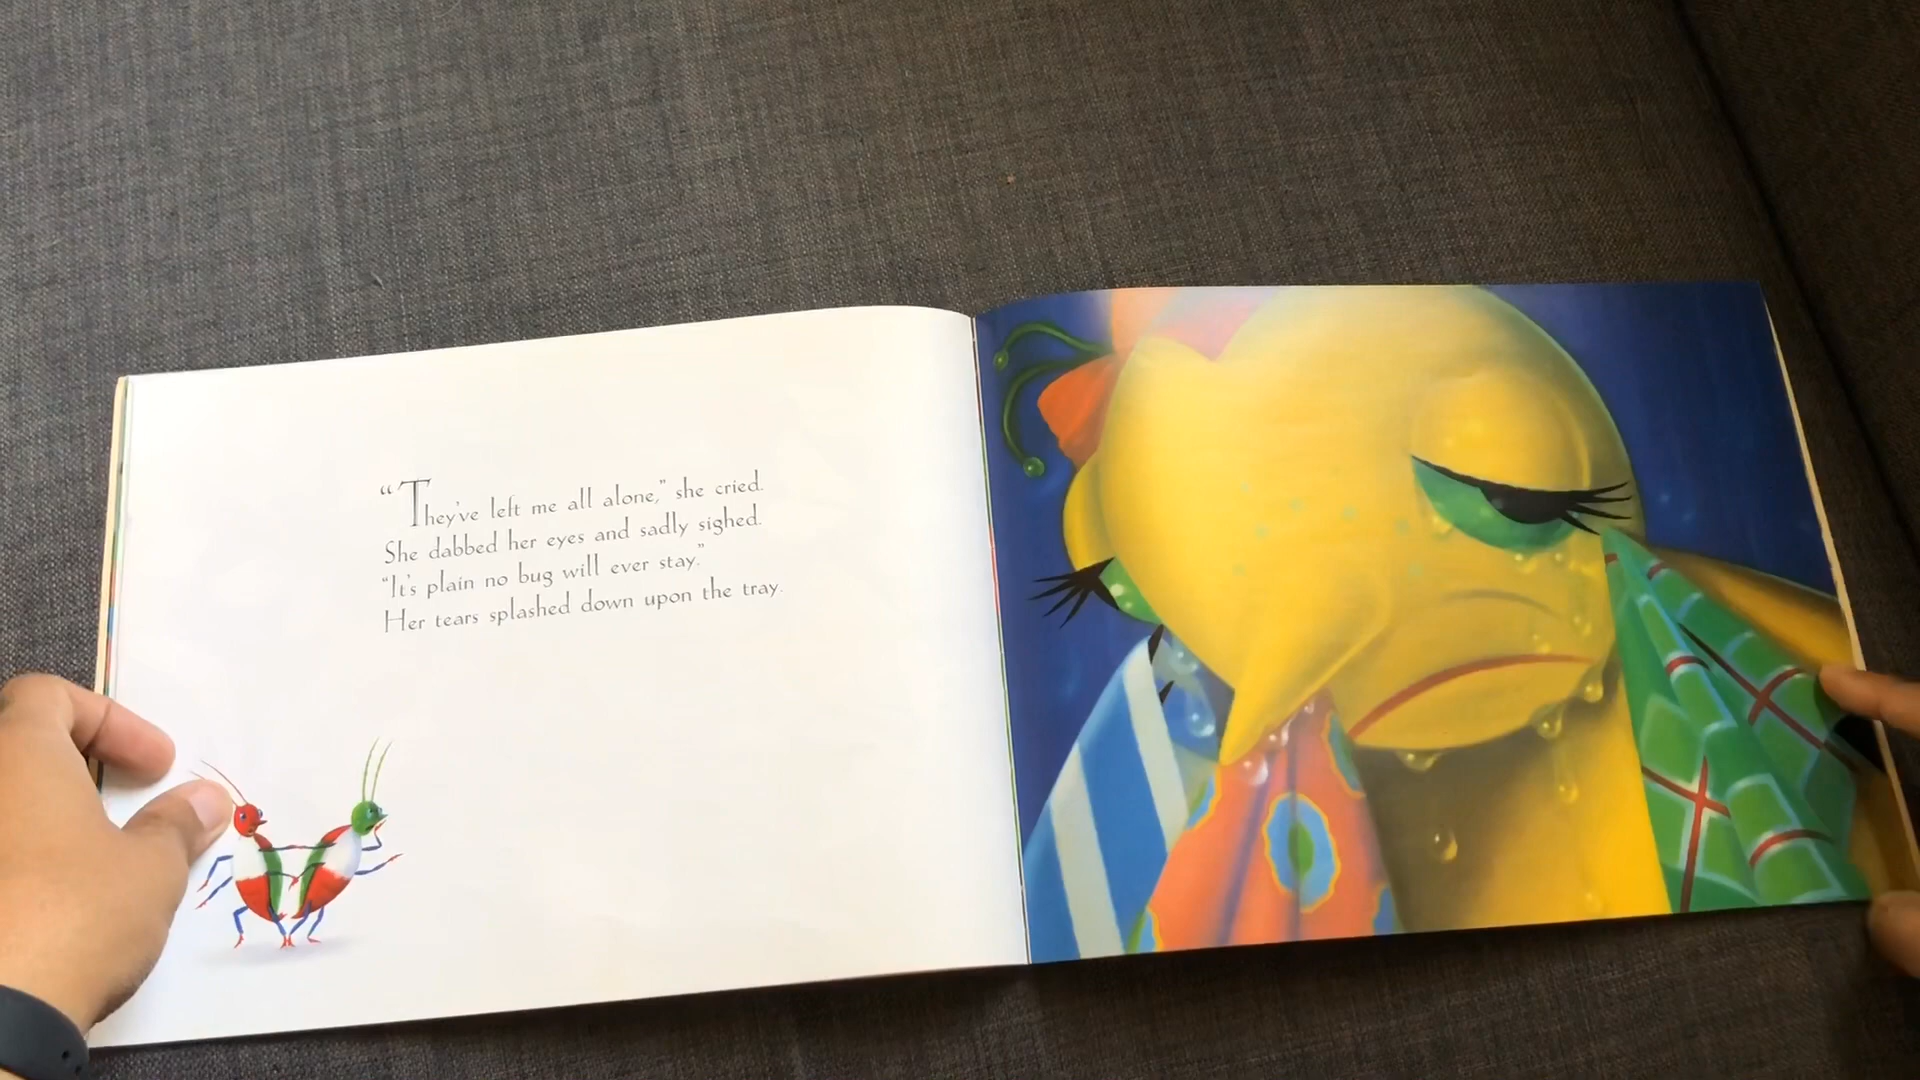 “They’ve left me all alone,” she cried.
She dabbed her eyes and sadly sighed.
“It’s plain no bug will ever stay.”
Her tears splashed down upon the tray.